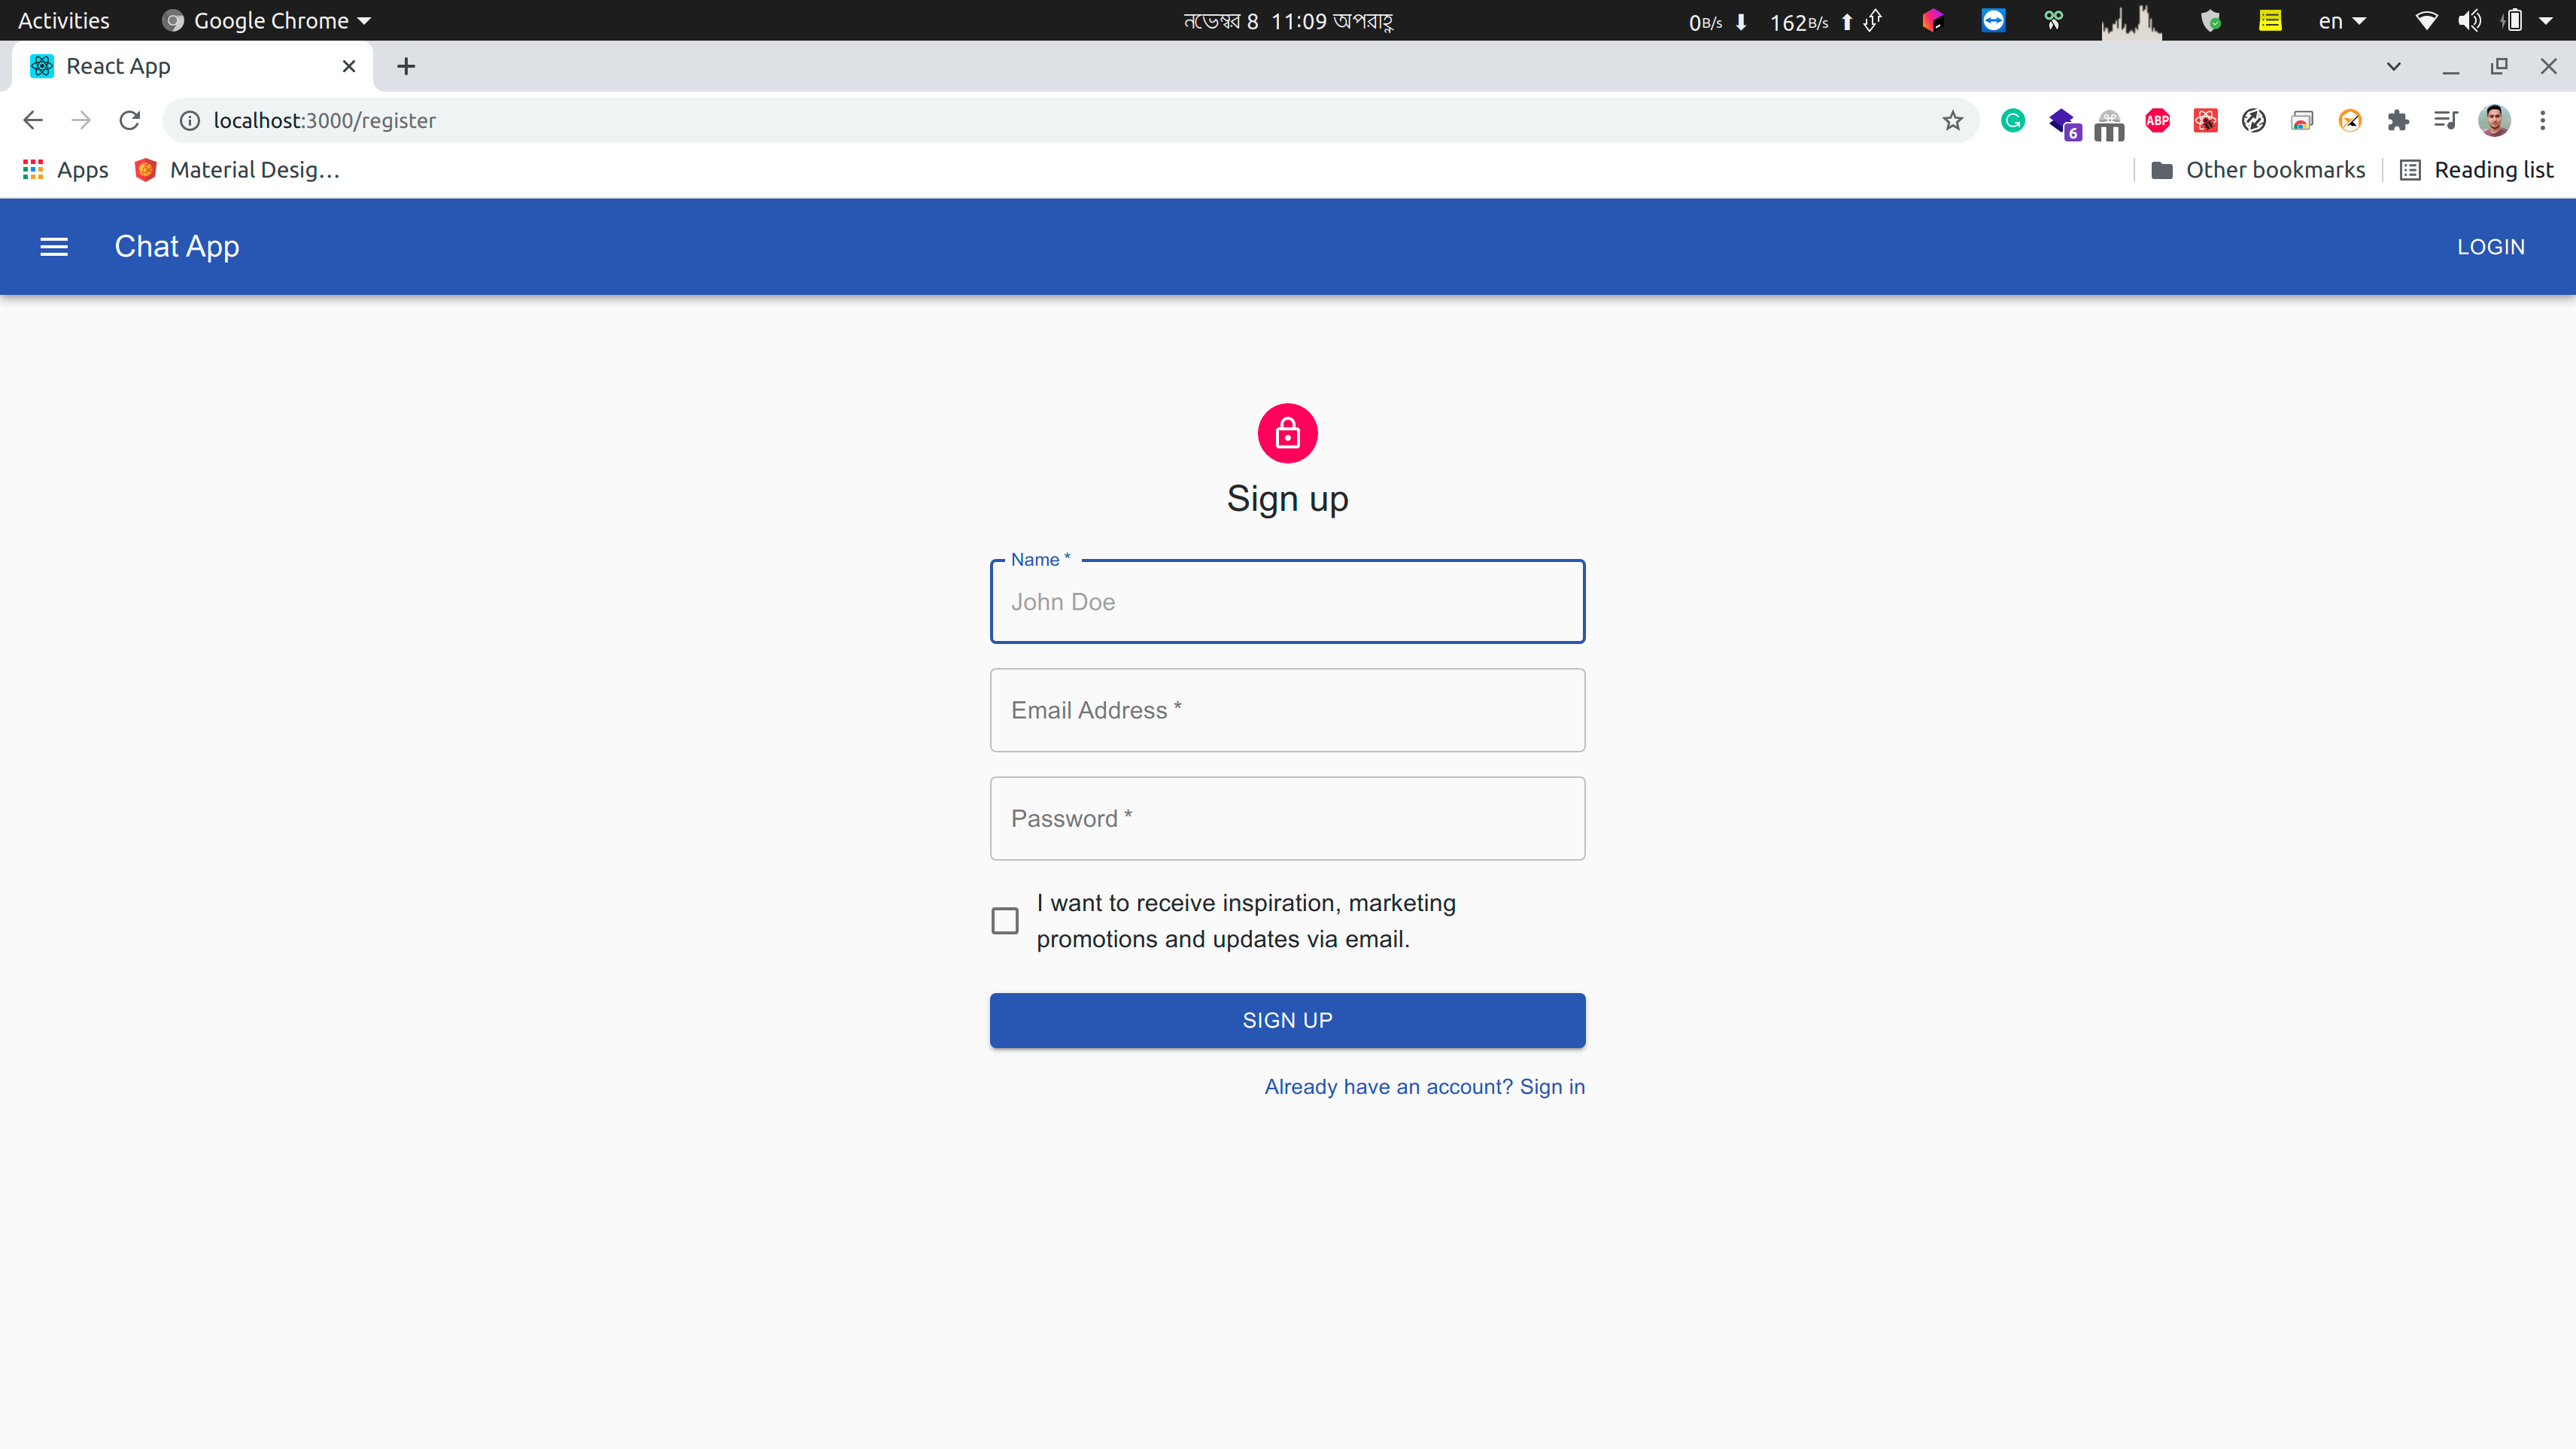 Activities Google Chrome নভেম্বর 8 11:09 অপরাহ্ণ 0B/s 162B/s en
React App
localhost:3000/register 6 ABP
Apps Material Desig… Other bookmarks Reading list
Chat App LOGIN
Sign up
Name *
John Doe
Email Address *
Password *
I want to receive inspiration, marketing
promotions and updates via email.
SIGN UP
Already have an account? Sign in